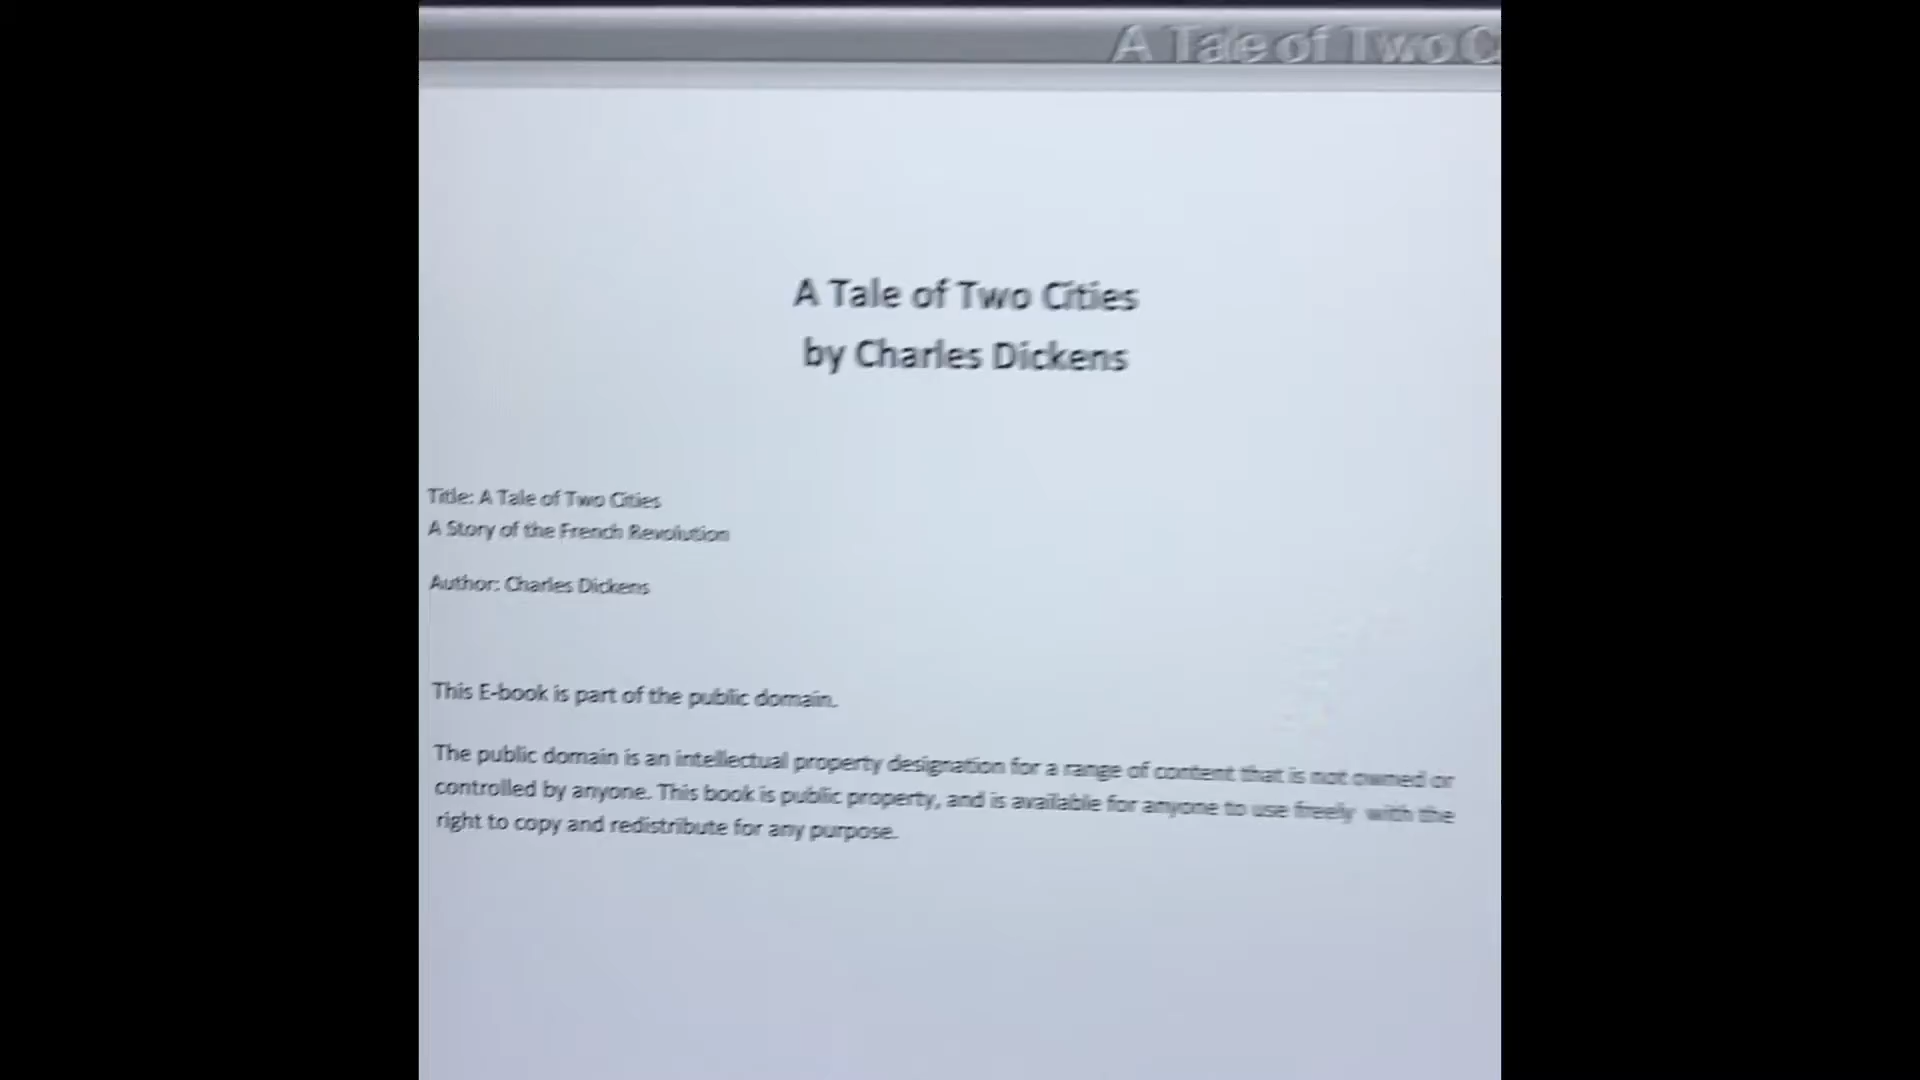 A Tale of Two C
A Tale of Two Cities
by Charles Dickens
Title: A Tale of Two Cities
A Story of the French Revolution
Author: Charles Dickens
This E-book is part of the public domain.
The public domain is an intellectual property designation for a range of content that is not owned or
controlled by anyone. This book is public property, and is available for anyone to use freely with the
right to copy and redistribute for any purpose.